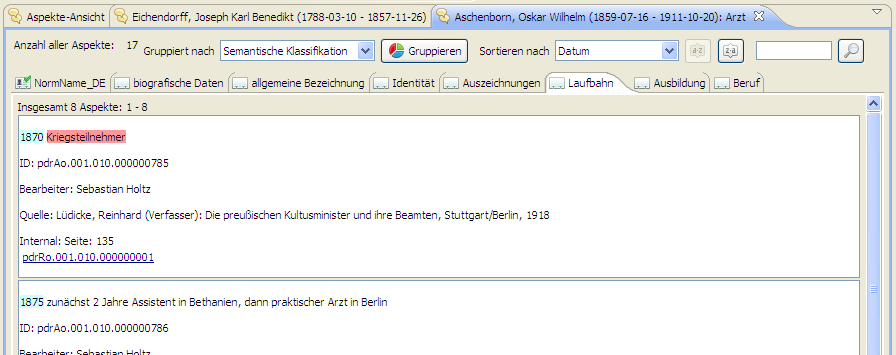 Aspekte-Ansicht Eichendorff, Joseph Karl Benedikt (1788-03-10 - 1857-11-26) Aschenborn, Oskar Wilhelm (1859-07-16 - 1911-10-20): Arzt
Anzahl aller Aspekte: 17 Gruppiert nach Semantische Klassifikation Gruppieren Sortieren nach Datum a-z z-a
NormName_DE biografische Daten allgemeine Bezeichnung Identität Auszeichnungen Laufbahn Ausbildung Beruf
Insgesamt 8 Aspekte: 1 - 8
1870 Kriegsteilnehmer
ID: pdrAo.001.010.000000785
Bearbeiter: Sebastian Holtz
Quelle: Lüdicke, Reinhard (Verfasser): Die preußischen Kultusminister und ihre Beamten, Stuttgart/Berlin, 1918
Internal: Seite: 135
pdrRo.001.010.000000001
1875 zunächst 2 Jahre Assistent in Bethanien, dann praktischer Arzt in Berlin
ID: pdrAo.001.010.000000786
Bearbeiter: Sebastian Holtz